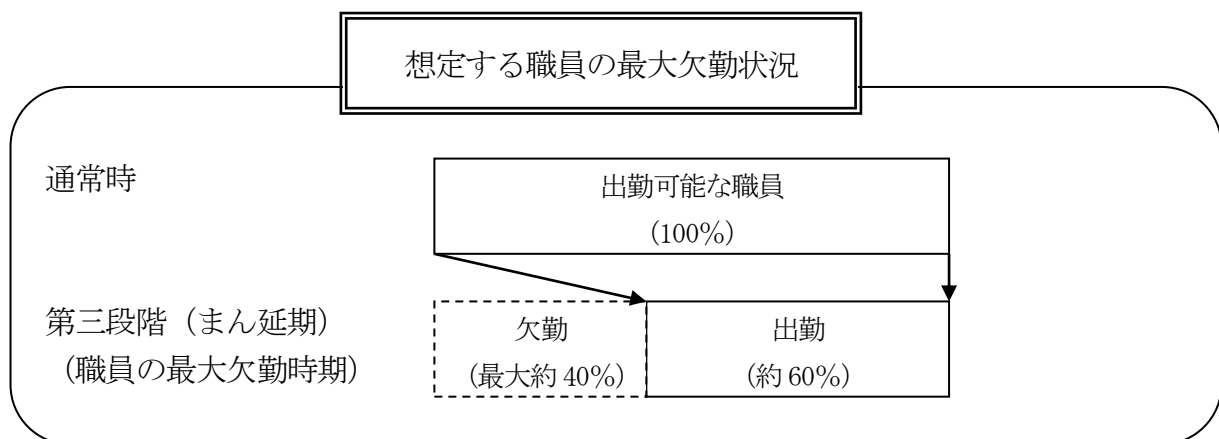 想定する職員の最大欠勤状況
通常時
出勤可能な職員
（100％）
第三段階（まん延期）
（職員の最大欠勤時期）
欠勤
（最大約 40％）
出勤
（約 60％）